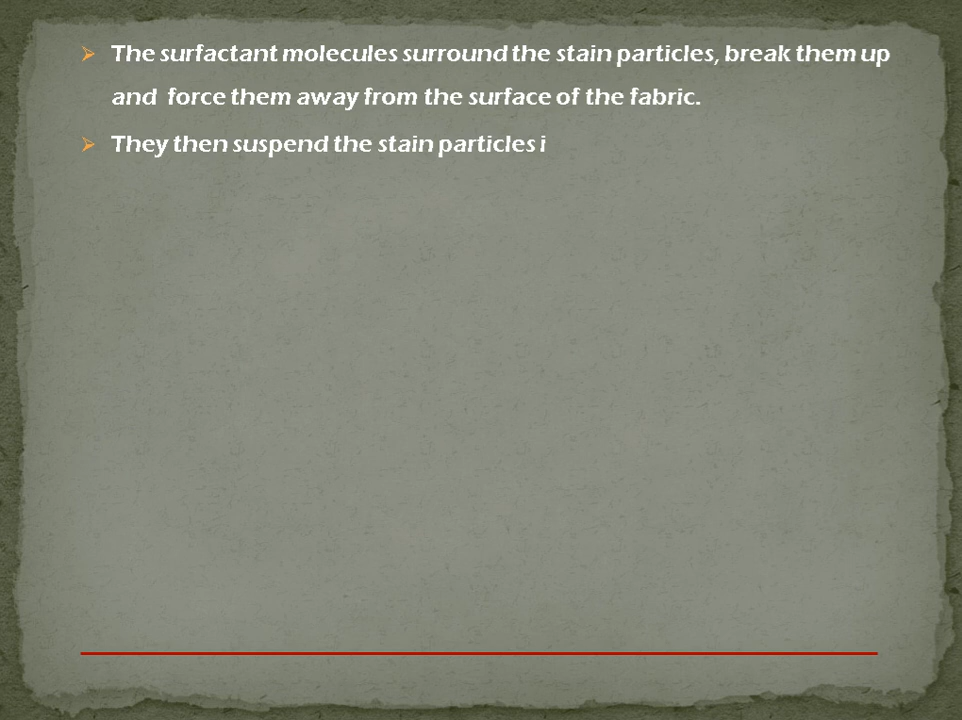 The surfactant molecules surround the stain particles, break them up
and force them away from the surface of the fabric.
They then suspend the stain particles i